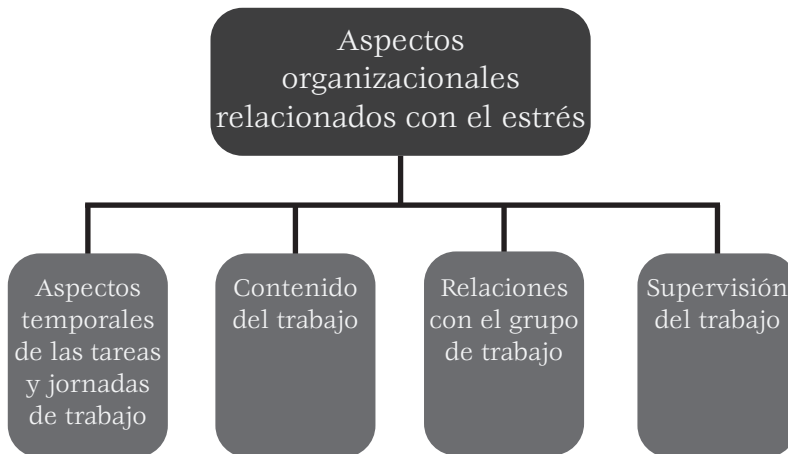 Aspectos
organizacionales
relacionados con el estrés
Aspectos
temporales
de las tareas
y jornadas
de trabajo
Contenido
del trabajo
Relaciones
con el grupo
de trabajo
Supervisión
del trabajo